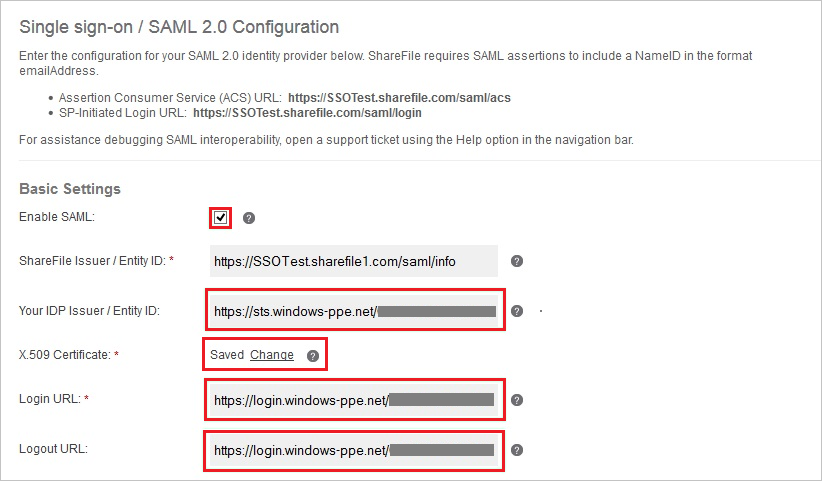 Single sign-on / SAML 2.0 Configuration
Enter the configuration for your SAML 2.0 identity provider below. ShareFile requires SAML assertions to include a NameID in the format
emailAddress.
• Assertion Consumer Service (ACS) URL: https://SSOTest.sharefile.com/saml/acs
• SP-Initiated Login URL: https://SSOTest.sharefile.com/saml/login
For assistance debugging SAML interoperability, open a support ticket using the Help option in the navigation bar.
Basic Settings
Enable SAML: ?
ShareFile Issuer / Entity ID: * https://SSOTest.sharefile1.com/saml/info ?
Your IDP Issuer / Entity ID: https://sts.windows-ppe.net/ ?
X.509 Certificate: * Saved Change ?
Login URL: * https://login.windows-ppe.net/ ?
Logout URL: https://login.windows-ppe.net/ ?